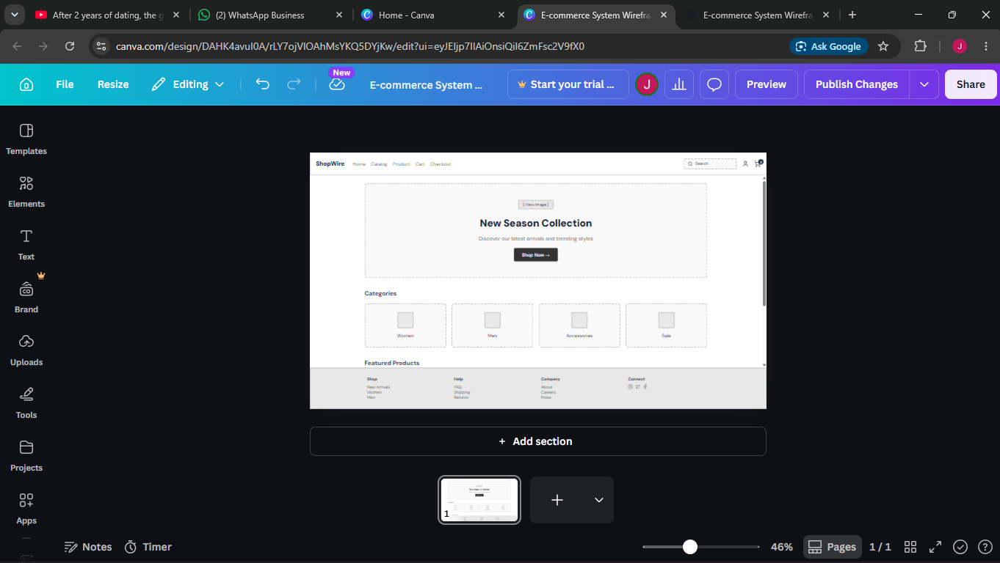 After 2 years of dating, the g
(2) WhatsApp Business
Home - Canva
E-commerce System Wirefra
E-commerce System Wirefra
canva.com/design/DAHK4avuI0A/rLY7ojVIOAhMsYKQ5DYjKw/edit?ui=eyJEIjp7IlAiOnsiQiI6ZmFsc2V9fX0
Ask Google
J
File
Resize
Editing
New
E-commerce System ...
Start your trial ...
J
Preview
Publish Changes
Share
Templates
Elements
Text
Brand
Uploads
Tools
Projects
Apps
ShopWire
Home
Catalog
Product
Cart
Checkout
Search
[ Hero Image ]
New Season Collection
Discover our latest arrivals and trending styles
Shop Now →
Categories
Women
Men
Accessories
Sale
Featured Products
Shop
New Arrivals
Women
Men
Help
FAQ
Shipping
Returns
Company
About
Careers
Press
Connect
+ Add section
1
Notes
Timer
46%
Pages
1 / 1